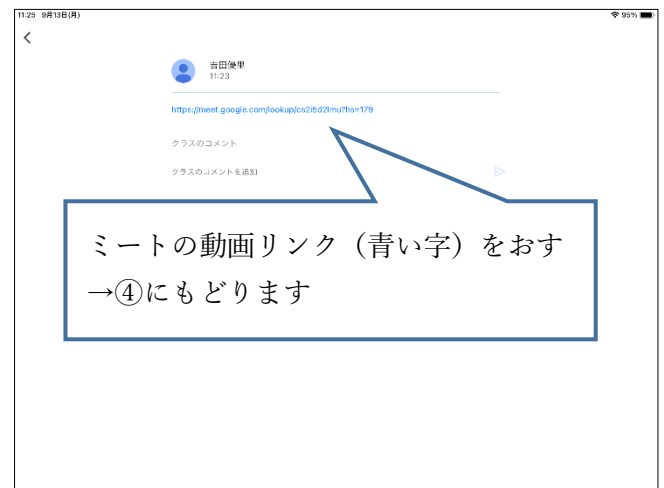 11:25 9月13日(月)
95%
吉田優里
11:23
https://meet.google.com/lookup/cs2i5d2lmu?hs=179
クラスのコメント
クラスのコメントを追加
ミートの動画リンク（青い字）をおす
→④にもどります